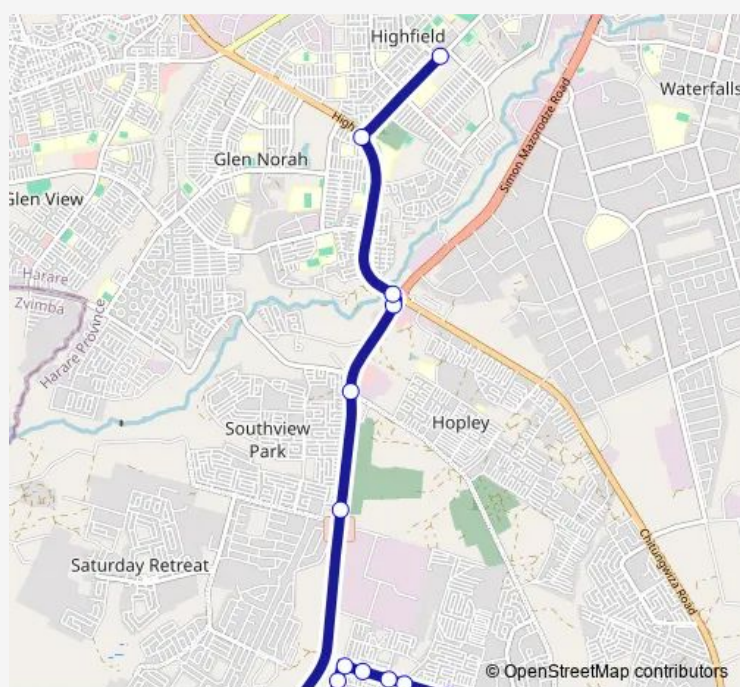 Highfield
Waterfalls
High
Simon Mazorodze Road
Glen Norah
Glen View
Harare
Zvimba
Harare Province
Southview
Park
Hopley
Saturday Retreat
Chitungwiza Road
© OpenStreetMap contributors